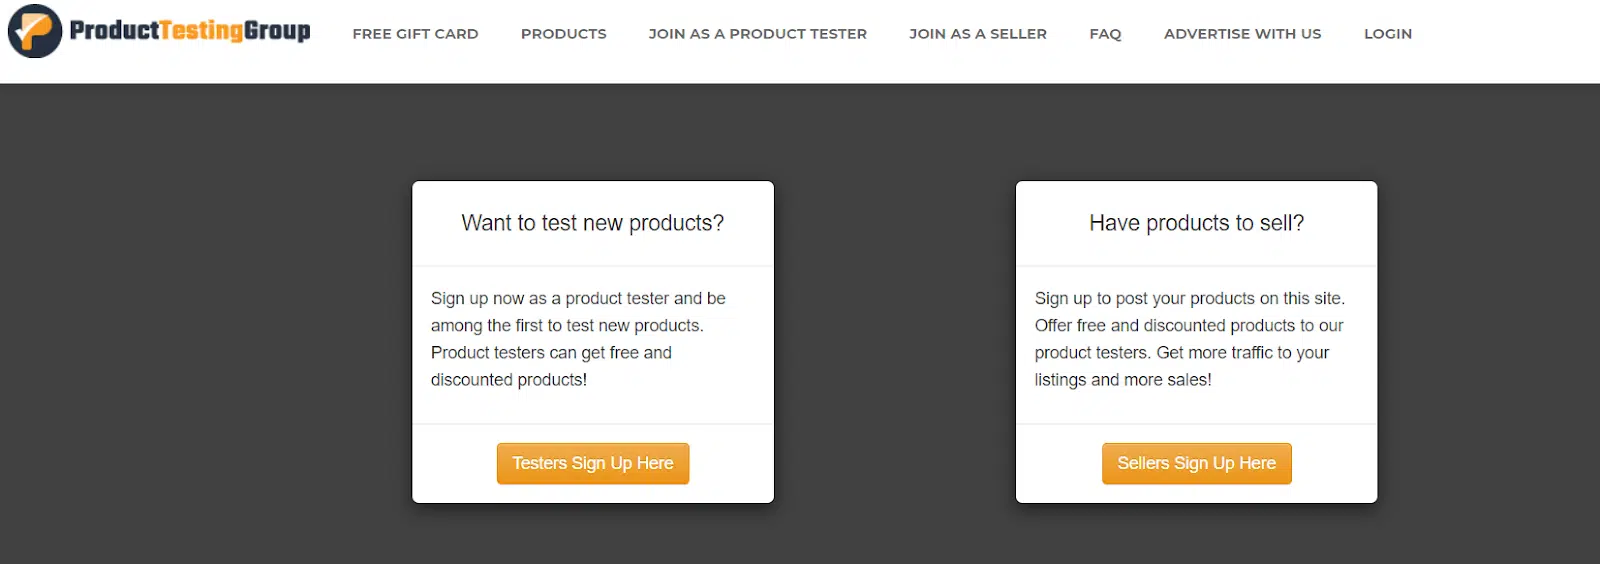 ProductTestingGroup FREE GIFT CARD PRODUCTS JOIN AS A PRODUCT TESTER JOIN AS A SELLER FAQ ADVERTISE WITH US LOGIN
Want to test new products?
Sign up now as a product tester and be
among the first to test new products.
Product testers can get free and
discounted products!
Testers Sign Up Here
Have products to sell?
Sign up to post your products on this site.
Offer free and discounted products to our
product testers. Get more traffic to your
listings and more sales!
Sellers Sign Up Here